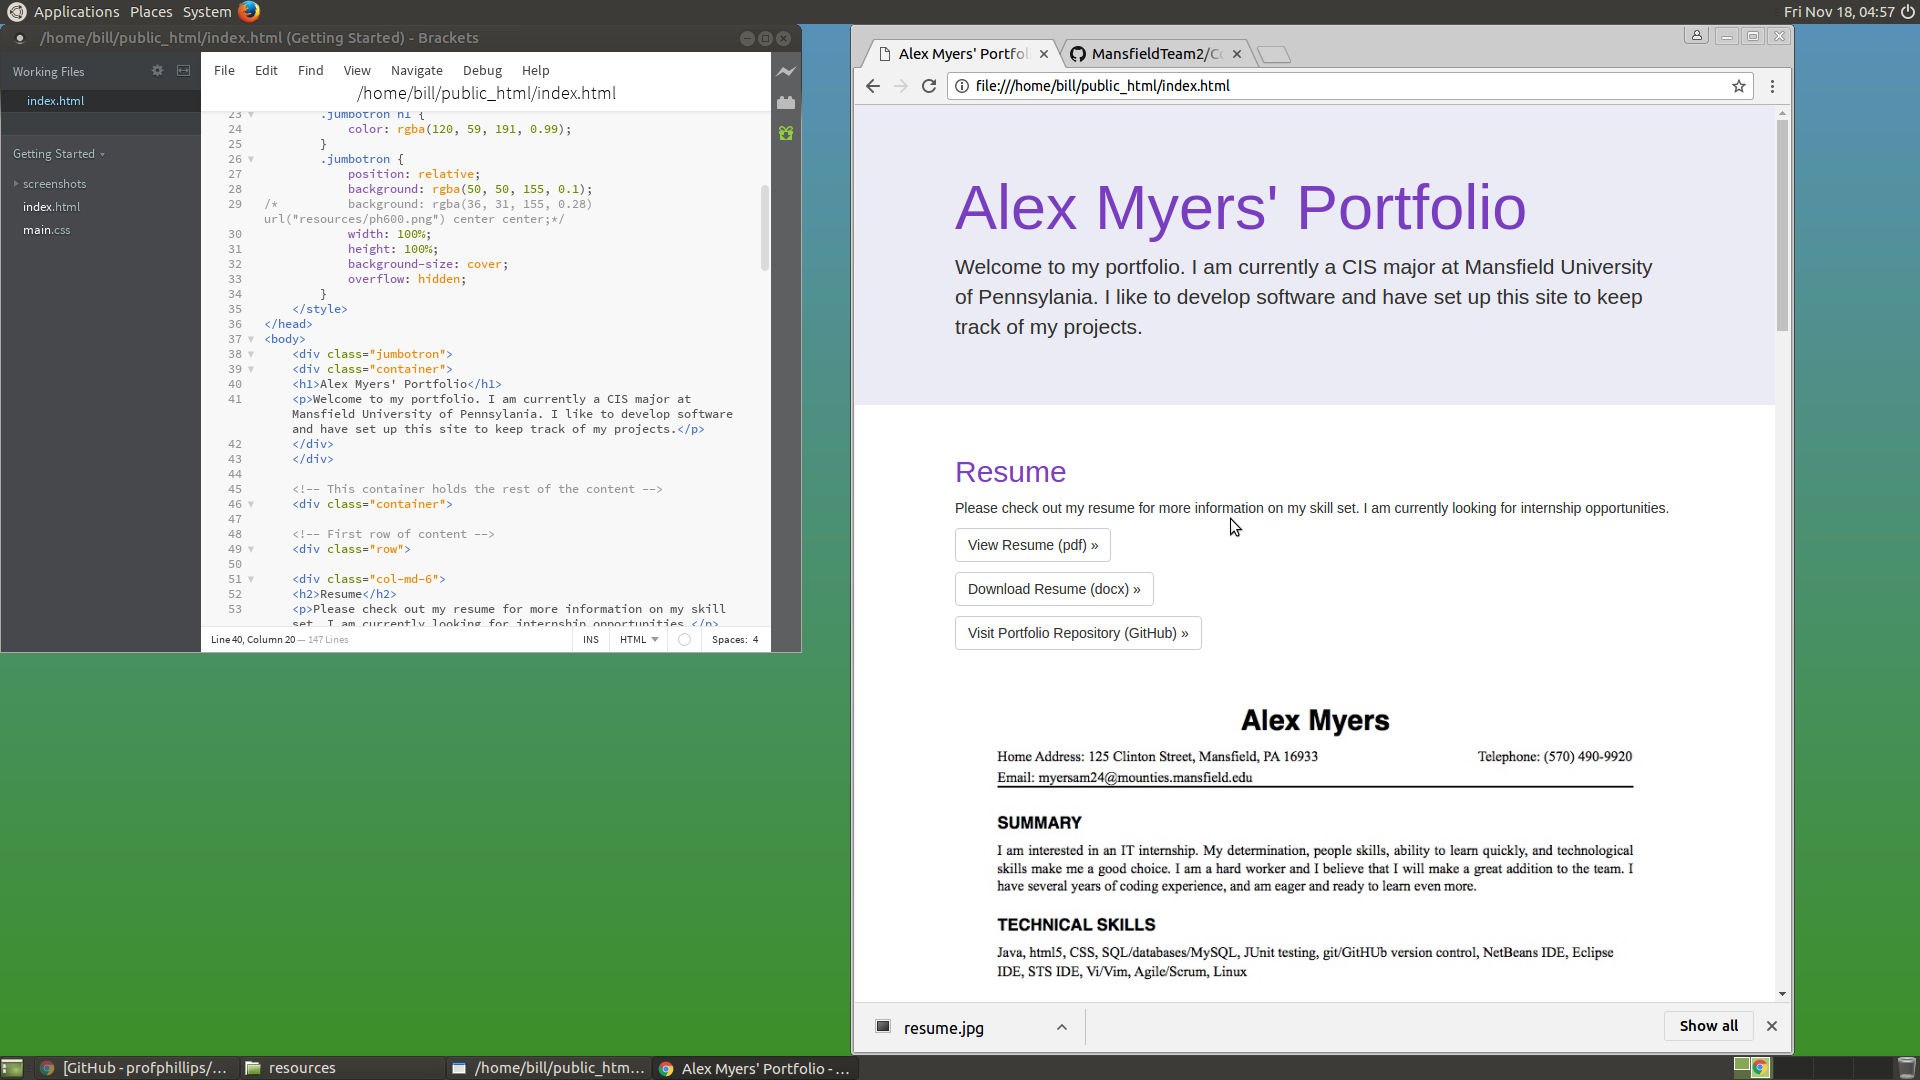 Applications Places System
Fri Nov 18, 04:57
/home/bill/public_html/index.html (Getting Started) - Brackets
Working Files
index.html
Getting Started
screenshots
index.html
main.css
File Edit Find View Navigate Debug Help
/home/bill/public_html/index.html
23 .jumbotron h1 {
24 color: rgba(120, 59, 191, 0.99);
25 }
26 .jumbotron {
27 position: relative;
28 background: rgba(50, 50, 155, 0.1);
29 /* background: rgba(36, 31, 155, 0.28)
url("resources/ph600.png") center center;*/
30 width: 100%;
31 height: 100%;
32 background-size: cover;
33 overflow: hidden;
34 }
35 </style>
36 </head>
37 <body>
38 <div class="jumbotron">
39 <div class="container">
40 <h1>Alex Myers' Portfolio</h1>
41 <p>Welcome to my portfolio. I am currently a CIS major at
Mansfield University of Pennsylania. I like to develop software
and have set up this site to keep track of my projects.</p>
42 </div>
43 </div>
44
45 <!-- This container holds the rest of the content -->
46 <div class="container">
47
48 <!-- First row of content -->
49 <div class="row">
50
51 <div class="col-md-6">
52 <h2>Resume</h2>
53 <p>Please check out my resume for more information on my skill
set. I am currently looking for internship opportunities.</p>
Line 40, Column 20 — 147 Lines
INS HTML Spaces: 4
Alex Myers' Portfol
MansfieldTeam2/Co
file:///home/bill/public_html/index.html
Alex Myers' Portfolio
Welcome to my portfolio. I am currently a CIS major at Mansfield University
of Pennsylania. I like to develop software and have set up this site to keep
track of my projects.
Resume
Please check out my resume for more information on my skill set. I am currently looking for internship opportunities.
View Resume (pdf) »
Download Resume (docx) »
Visit Portfolio Repository (GitHub) »
Alex Myers
Home Address: 125 Clinton Street, Mansfield, PA 16933 Telephone: (570) 490-9920
Email: myersam24@mounties.mansfield.edu
SUMMARY
I am interested in an IT internship. My determination, people skills, ability to learn quickly, and technological
skills make me a good choice. I am a hard worker and I believe that I will make a great addition to the team. I
have several years of coding experience, and am eager and ready to learn even more.
TECHNICAL SKILLS
Java, html5, CSS, SQL/databases/MySQL, JUnit testing, git/GitHUb version control, NetBeans IDE, Eclipse
IDE, STS IDE, Vi/Vim, Agile/Scrum, Linux
resume.jpg
Show all
[GitHub - profphillips/...
resources
/home/bill/public_htm...
Alex Myers' Portfolio - ...